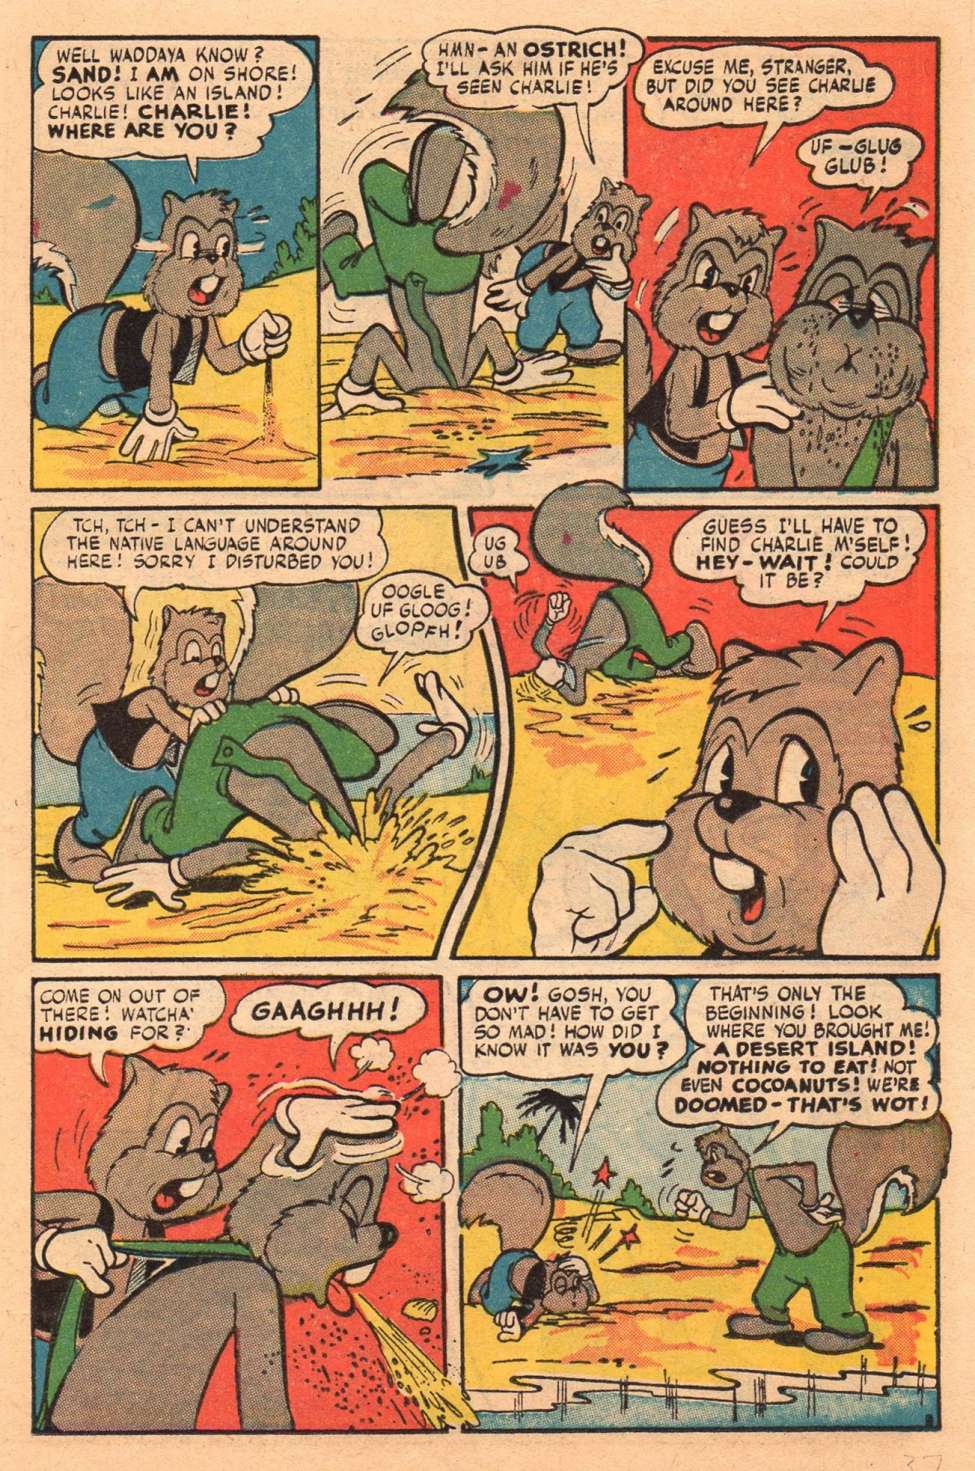 WELL WADDAYA KNOW?
SAND! I AM ON SHORE!
LOOKS LIKE AN ISLAND!
CHARLIE! CHARLIE!
WHERE ARE YOU?
HMN- AN OSTRICH!
I'LL ASK HIM IF HE'S
SEEN CHARLIE!
EXCUSE ME, STRANGER,
BUT DID YOU SEE CHARLIE
AROUND HERE?
UF-GLUG
GLUB!
TCH, TCH- I CAN'T UNDERSTAND
THE NATIVE LANGUAGE AROUND
HERE! SORRY I DISTURBED YOU!
OOGLE
UF GLOOG!
GLOPFH!
UG
UB
GUESS I'LL HAVE TO
FIND CHARLIE M'SELF!
HEY-WAIT! COULD
IT BE?
COME ON OUT OF
THERE! WATCHA'
HIDING FOR?
GAAGHHH!
OW! GOSH, YOU
DON'T HAVE TO GET
SO MAD! HOW DID I
KNOW IT WAS YOU?
THAT'S ONLY THE
BEGINNING! LOOK
WHERE YOU BROUGHT ME!
A DESERT ISLAND!
NOTHING TO EAT! NOT
EVEN COCOANUTS! WE'RE
DOOMED-THAT'S WOT!